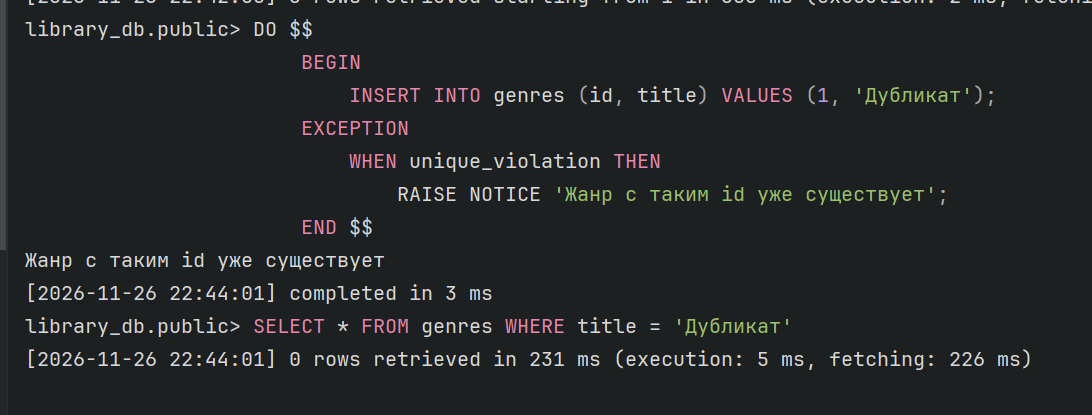 library_db.public> DO $$
BEGIN
INSERT INTO genres (id, title) VALUES (1, 'Дубликат');
EXCEPTION
WHEN unique_violation THEN
RAISE NOTICE 'Жанр с таким id уже существует';
END $$
Жанр с таким id уже существует
[2026-11-26 22:44:01] completed in 3 ms
library_db.public> SELECT * FROM genres WHERE title = 'Дубликат'
[2026-11-26 22:44:01] 0 rows retrieved in 231 ms (execution: 5 ms, fetching: 226 ms)